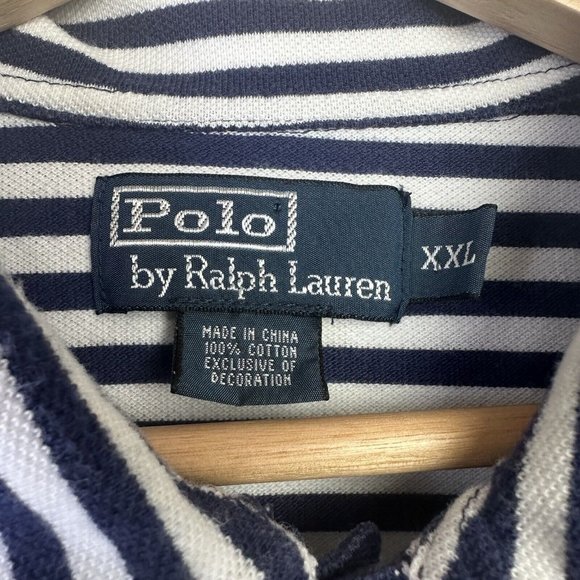 Polo
by Ralph Lauren
XXL
MADE IN CHINA
100% COTTON
EXCLUSIVE OF
DECORATION